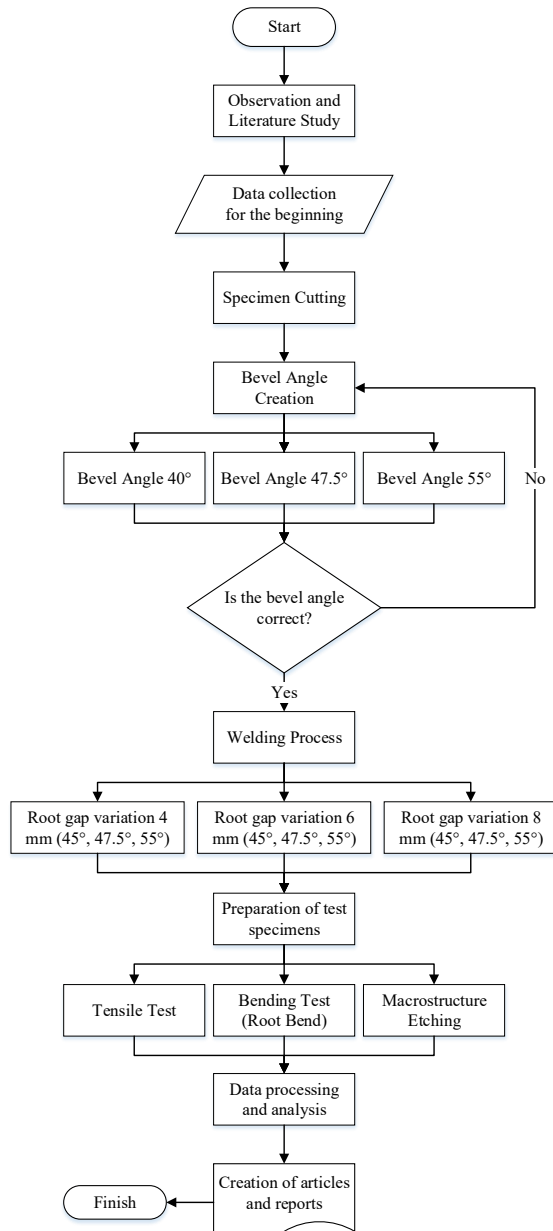 Start
Observation and
Literature Study
Data collection
for the beginning
Specimen Cutting
Bevel Angle
Creation
Bevel Angle 40°
Bevel Angle 47.5°
Bevel Angle 55°
No
Is the bevel angle
correct?
Yes
Welding Process
Root gap variation 4
mm (45°, 47.5°, 55°)
Root gap variation 6
mm (45°, 47.5°, 55°)
Root gap variation 8
mm (45°, 47.5°, 55°)
Preparation of test
specimens
Tensile Test
Bending Test
(Root Bend)
Macrostructure
Etching
Data processing
and analysis
Creation of articles
and reports
Finish